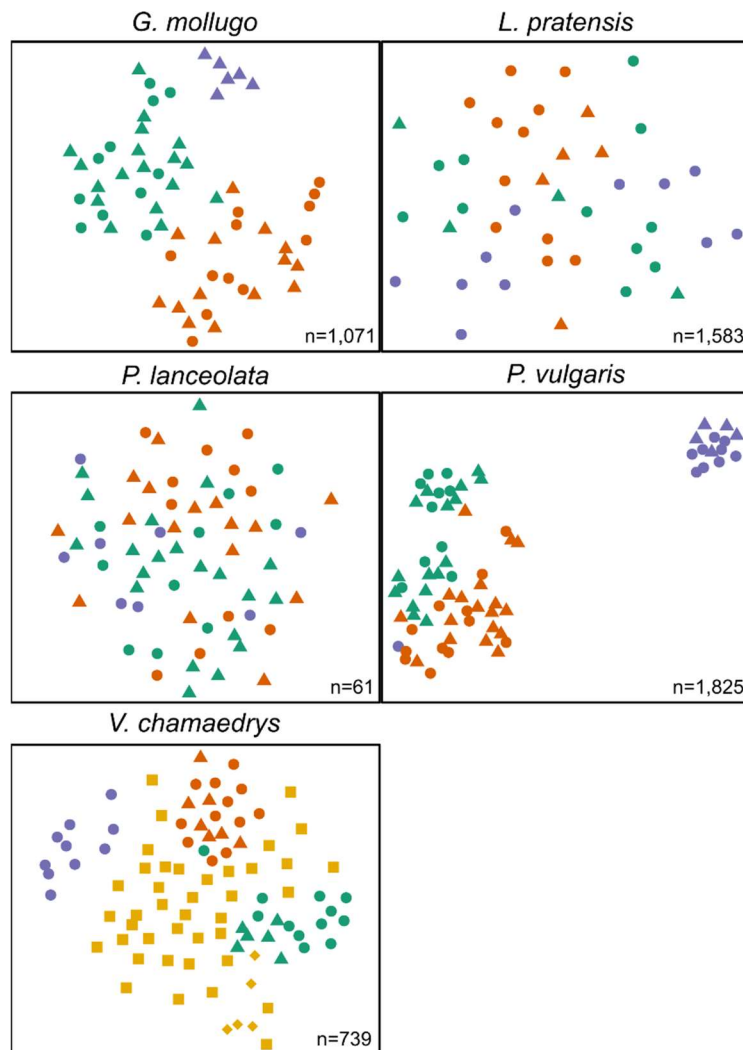 G. mollugo
L. pratensis
n=1,071
n=1,583
P. lanceolata
P. vulgaris
n=61
n=1,825
V. chamaedrys
n=739